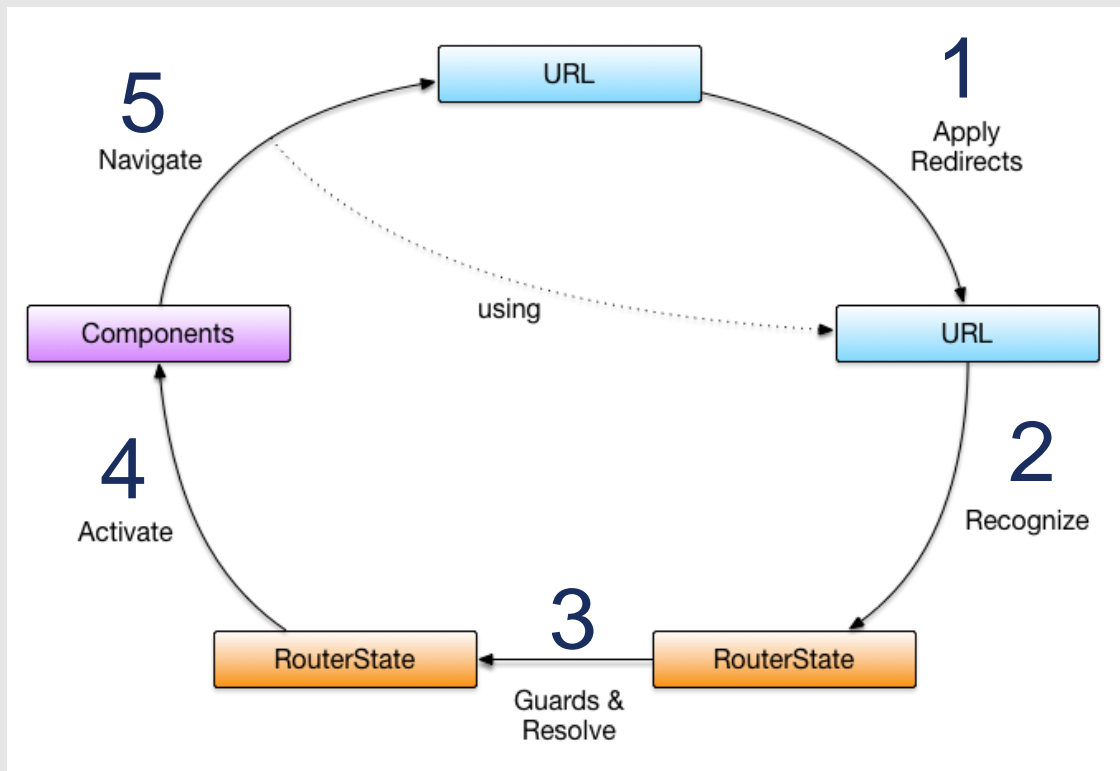 URL
1
Apply
Redirects
5
Navigate
using
Components
URL
2
Recognize
4
Activate
3
RouterState
RouterState
Guards &
Resolve